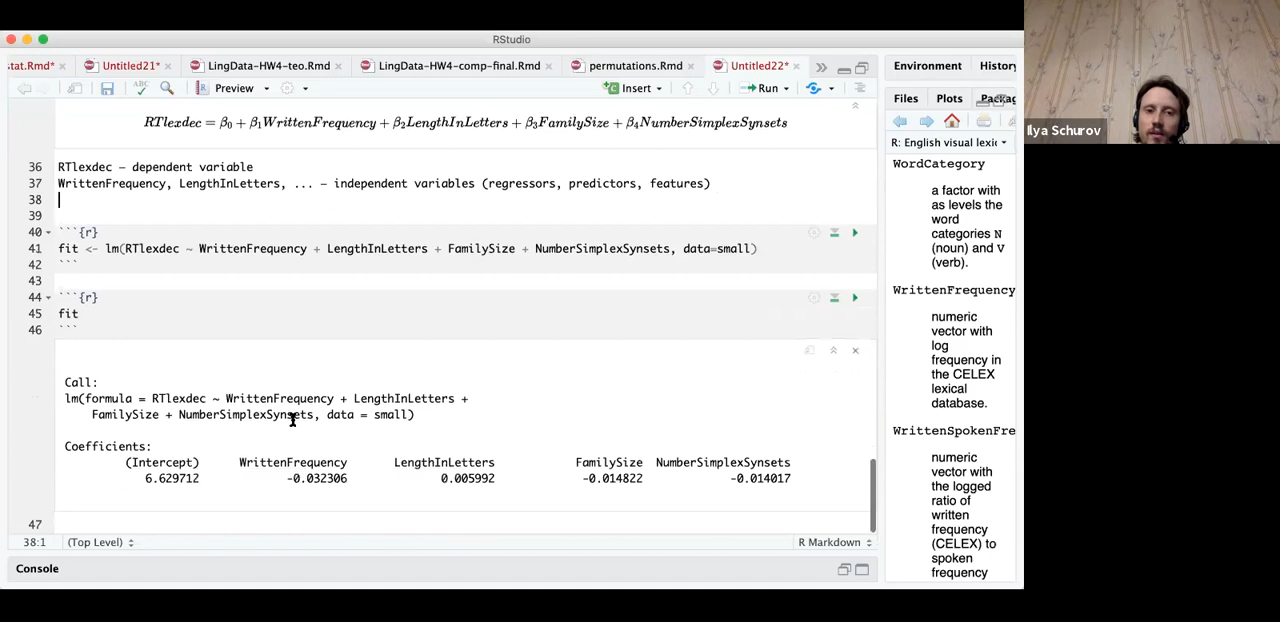 RStudio
stat.Rmd*
Untitled21*
LingData-HW4-teo.Rmd
LingData-HW4-comp-final.Rmd
permutations.Rmd
Untitled22*
Environment
History
ABC
Preview
Insert
Run
Files
Plots
Packag
RTlexdec = β0 + β1WrittenFrequency + β2LengthInLetters + β3FamilySize + β4NumberSimplexSynsets
36 RTlexdec – dependent variable
37 WrittenFrequency, LengthInLetters, ... – independent variables (regressors, predictors, features)
38
39
40 ```{r}
41 fit <- lm(RTlexdec ~ WrittenFrequency + LengthInLetters + FamilySize + NumberSimplexSynsets, data=small)
42 ```
43
44 ```{r}
45 fit
46 ```
Call:
lm(formula = RTlexdec ~ WrittenFrequency + LengthInLetters +
FamilySize + NumberSimplexSynsets, data = small)
Coefficients:
(Intercept) WrittenFrequency LengthInLetters FamilySize NumberSimplexSynsets
6.629712 -0.032306 0.005992 -0.014822 -0.014017
47
38:1 (Top Level) R Markdown
Console
R: English visual lexic
WordCategory
a factor with
as levels the
word
categories N
(noun) and V
(verb).
WrittenFrequency
numeric
vector with
log
frequency in
the CELEX
lexical
database.
WrittenSpokenFre
numeric
vector with
the logged
ratio of
written
frequency
(CELEX) to
spoken
frequency
Ilya Schurov